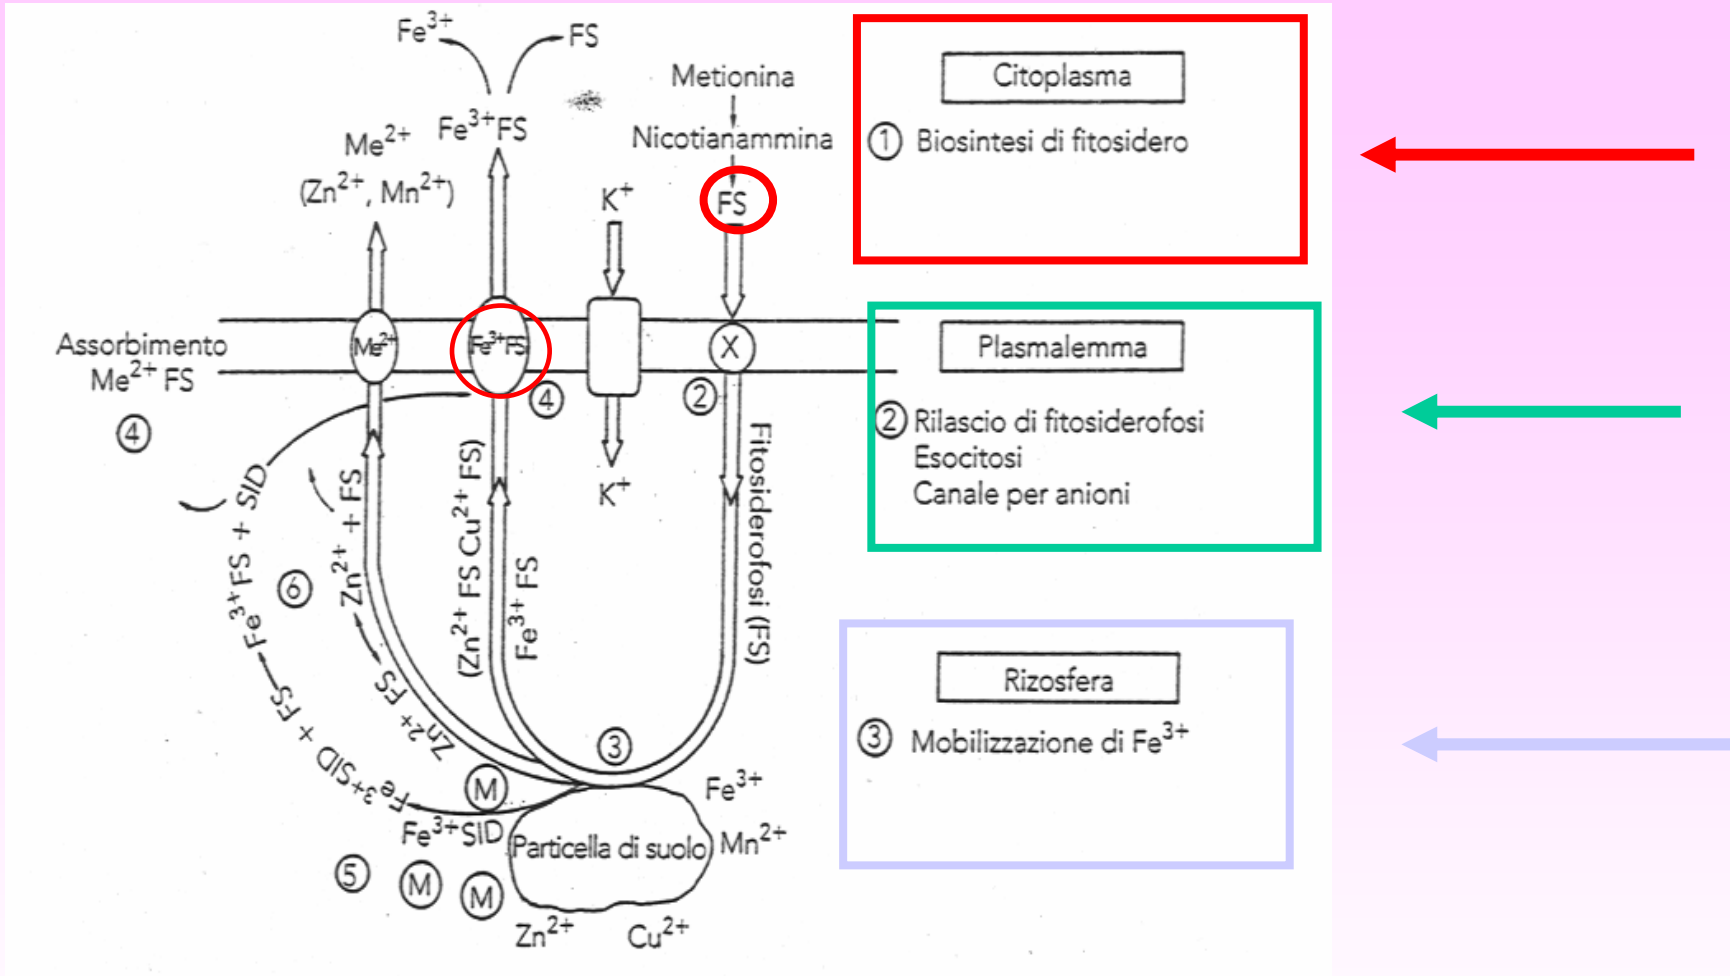 Fe³⁺
FS
Metionina
Fe³⁺FS
Nicotianammina
Me²⁺
(Zn²⁺, Mn²⁺)
K⁺
FS
Citoplasma
① Biosintesi di fitosidero
Assorbimento
Me²⁺ FS
④
Me²⁺
Fe³⁺FS
X
④
②
K⁺
Plasmalemma
② Rilascio di fitosiderofosi
Esocitosi
Canale per anioni
Fitosiderofosi (FS)
(Zn²⁺ FS Cu²⁺ FS)
Fe³⁺ FS
Zn²⁺ + FS
Zn²⁺ FS
⑥
Fe³⁺FS + SID
Fe³⁺SID + FS
Rizosfera
③ Mobilizzazione di Fe³⁺
③
M
Fe³⁺SID
⑤
M
M
Particella di suolo
Fe³⁺
Mn²⁺
Zn²⁺
Cu²⁺